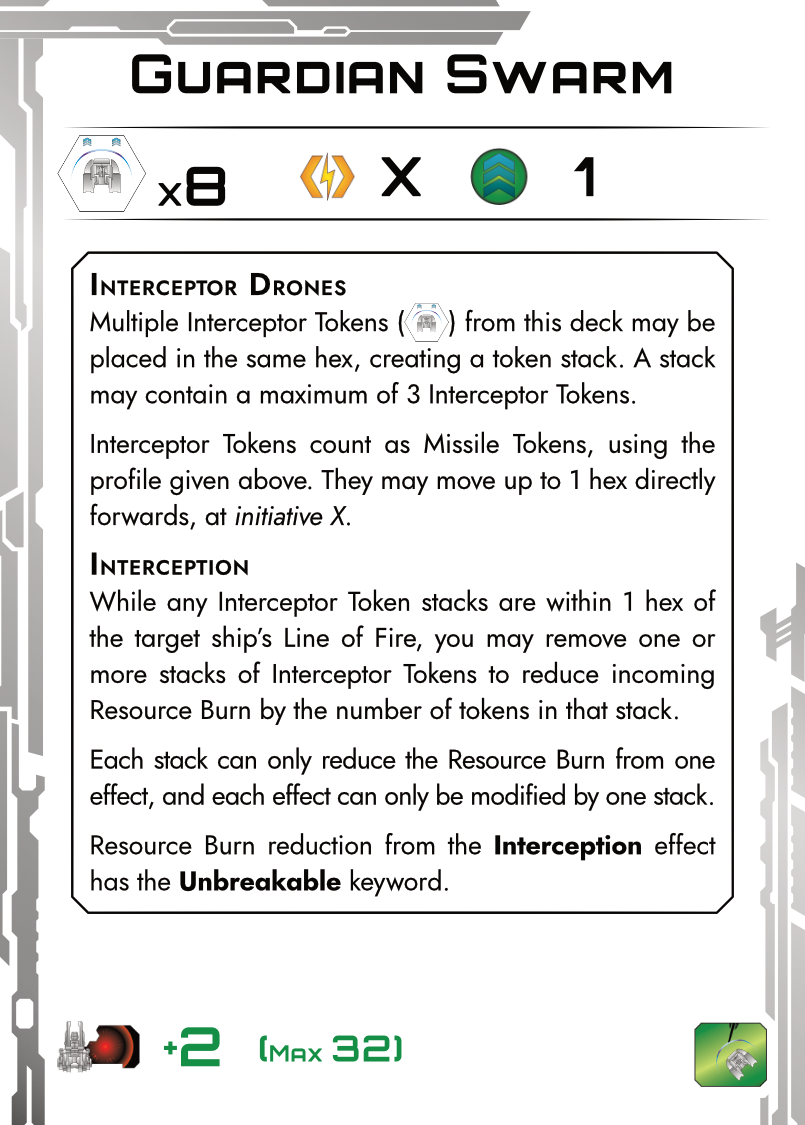 Guardian Swarm
x8 X 1
Interceptor Drones
Multiple Interceptor Tokens ( ) from this deck may be
placed in the same hex, creating a token stack. A stack
may contain a maximum of 3 Interceptor Tokens.
Interceptor Tokens count as Missile Tokens, using the
profile given above. They may move up to 1 hex directly
forwards, at initiative X.
Interception
While any Interceptor Token stacks are within 1 hex of
the target ship's Line of Fire, you may remove one or
more stacks of Interceptor Tokens to reduce incoming
Resource Burn by the number of tokens in that stack.
Each stack can only reduce the Resource Burn from one
effect, and each effect can only be modified by one stack.
Resource Burn reduction from the Interception effect
has the Unbreakable keyword.
+2 (Max 32)